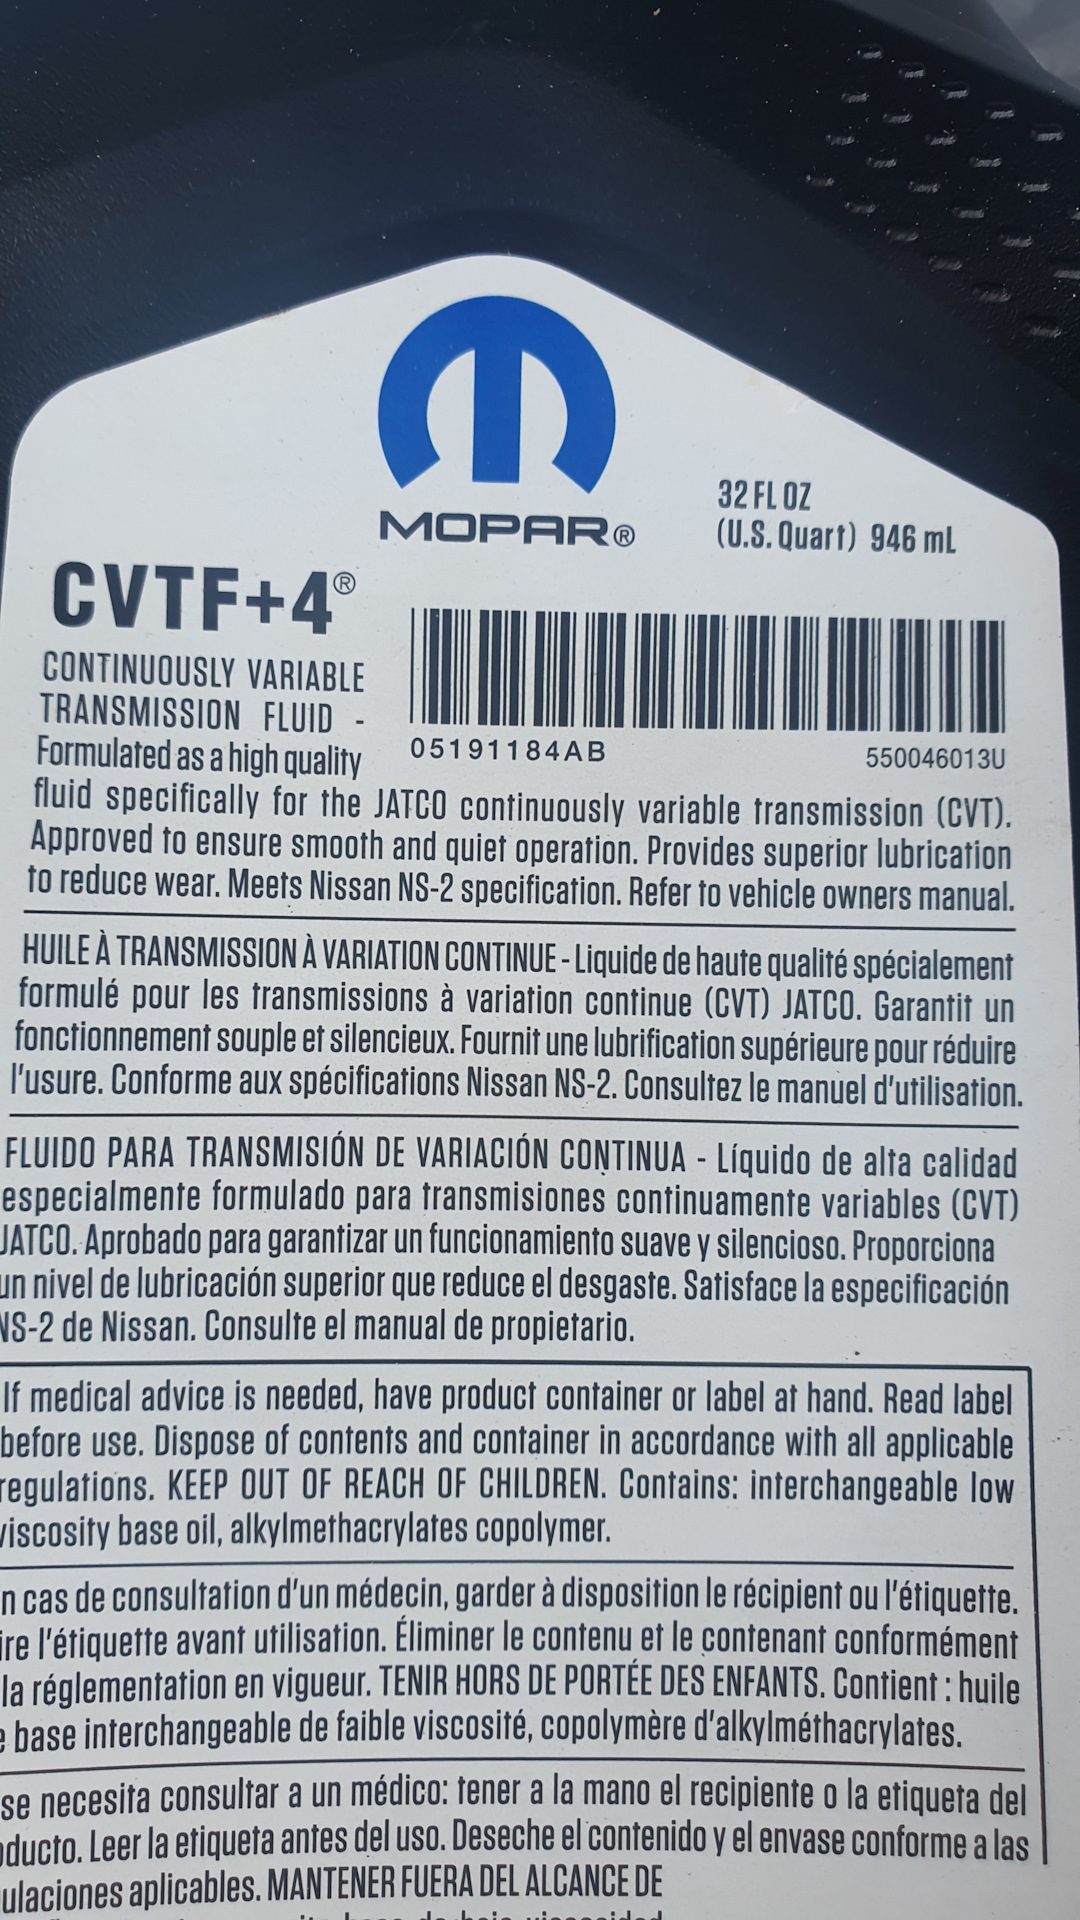 MOPAR®
32 FL OZ
(U.S. Quart) 946 mL
CVTF+4®
CONTINUOUSLY VARIABLE
TRANSMISSION FLUID -
Formulated as a high quality
05191184AB
550046013U
fluid specifically for the JATCO continuously variable transmission (CVT).
Approved to ensure smooth and quiet operation. Provides superior lubrication
to reduce wear. Meets Nissan NS-2 specification. Refer to vehicle owners manual.
HUILE À TRANSMISSION À VARIATION CONTINUE - Liquide de haute qualité spécialement
formulé pour les transmissions à variation continue (CVT) JATCO. Garantit un
fonctionnement souple et silencieux. Fournit une lubrification supérieure pour réduire
l'usure. Conforme aux spécifications Nissan NS-2. Consultez le manuel d'utilisation.
FLUIDO PARA TRANSMISIÓN DE VARIACIÓN CONTINUA - Líquido de alta calidad
especialmente formulado para transmisiones continuamente variables (CVT)
JATCO. Aprobado para garantizar un funcionamiento suave y silencioso. Proporciona
un nivel de lubricación superior que reduce el desgaste. Satisface la especificación
NS-2 de Nissan. Consulte el manual de propietario.
If medical advice is needed, have product container or label at hand. Read label
before use. Dispose of contents and container in accordance with all applicable
regulations. KEEP OUT OF REACH OF CHILDREN. Contains: interchangeable low
viscosity base oil, alkylmethacrylates copolymer.
n cas de consultation d'un médecin, garder à disposition le récipient ou l'étiquette.
ire l'étiquette avant utilisation. Éliminer le contenu et le contenant conformément
la réglementation en vigueur. TENIR HORS DE PORTÉE DES ENFANTS. Contient : huile
e base interchangeable de faible viscosité, copolymère d'alkylméthacrylates.
se necesita consultar a un médico: tener a la mano el recipiente o la etiqueta del
oducto. Leer la etiqueta antes del uso. Deseche el contenido y el envase conforme a las
ulaciones aplicables. MANTENER FUERA DEL ALCANCE DE